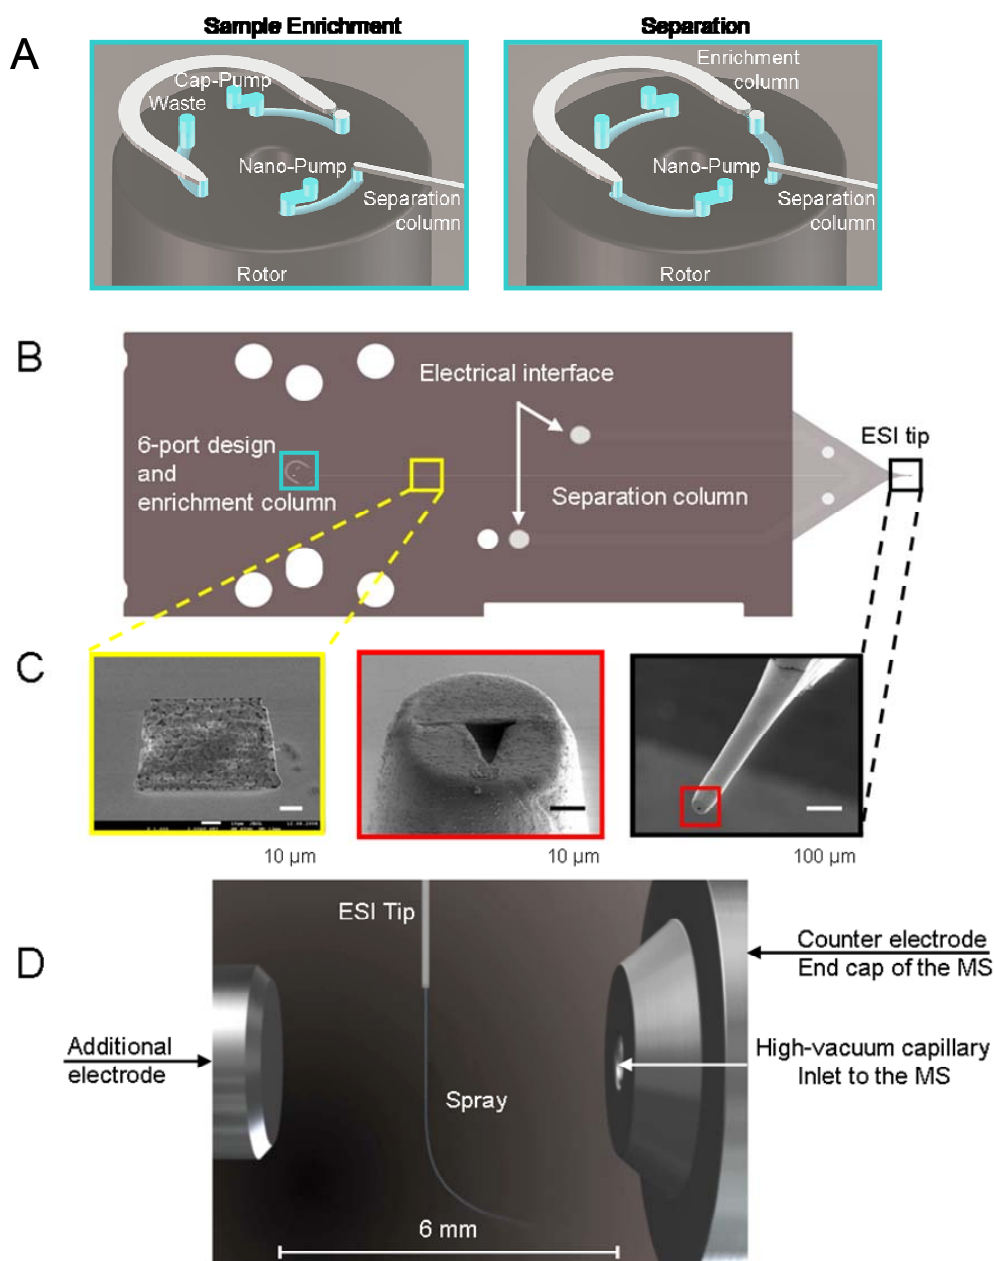 A
Sample Enrichment
Separation
Cap-Pump
Waste
Nano-Pump
Separation
column
Rotor
Enrichment
column
Nano-Pump
Separation
column
Rotor
B
Electrical interface
ESI tip
6-port design
and
enrichment column
Separation column
C
10 µm
10 µm
100 µm
D
ESI Tip
Counter electrode
End cap of the MS
Additional
electrode
High-vacuum capillary
Inlet to the MS
Spray
6 mm